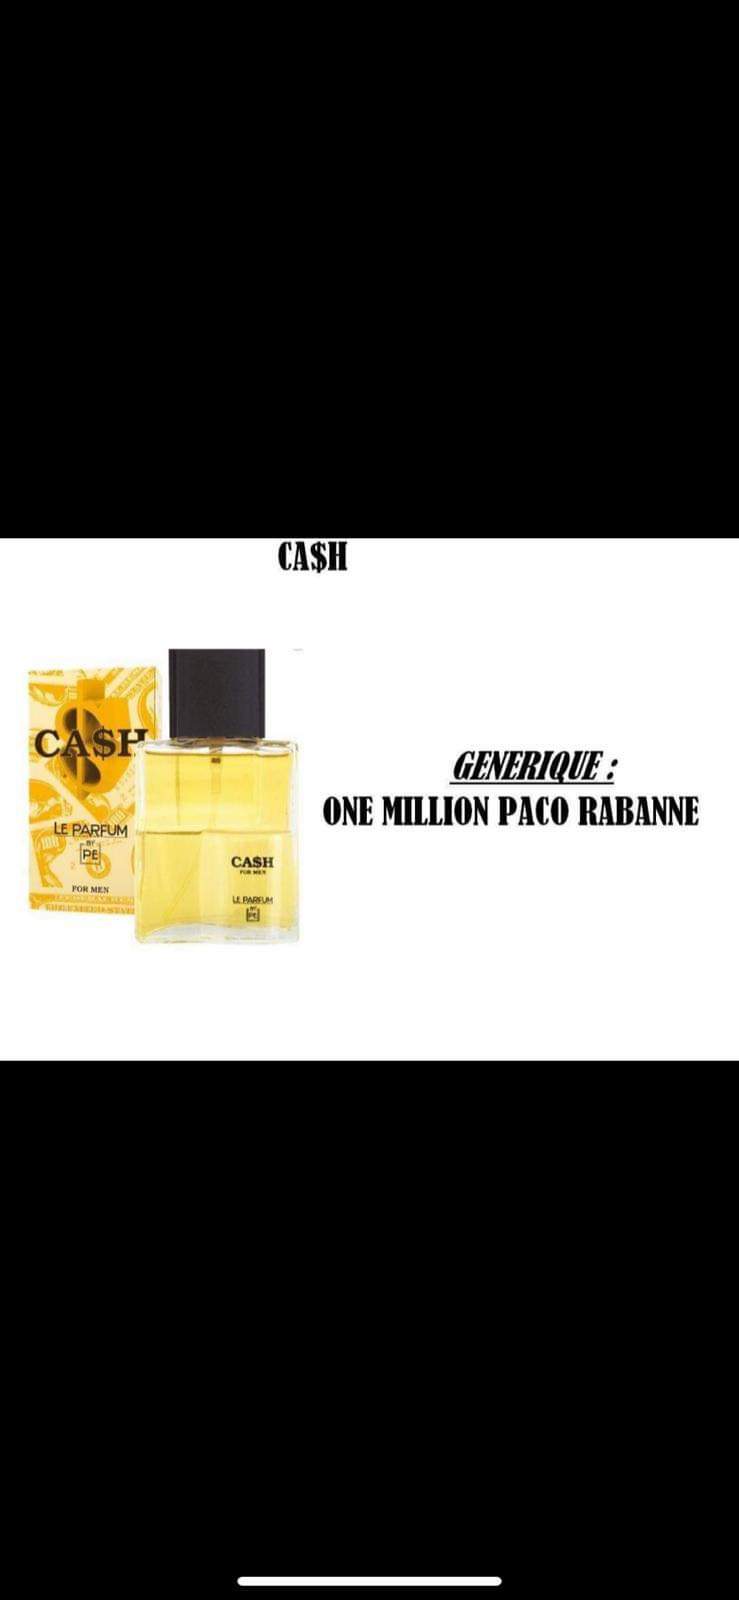 CA$H
CA$H
LE PARFUM
BY
PE
FOR MEN
CA$H
FOR MEN
LE PARFUM
BY
PE
GENERIQUE :
ONE MILLION PACO RABANNE